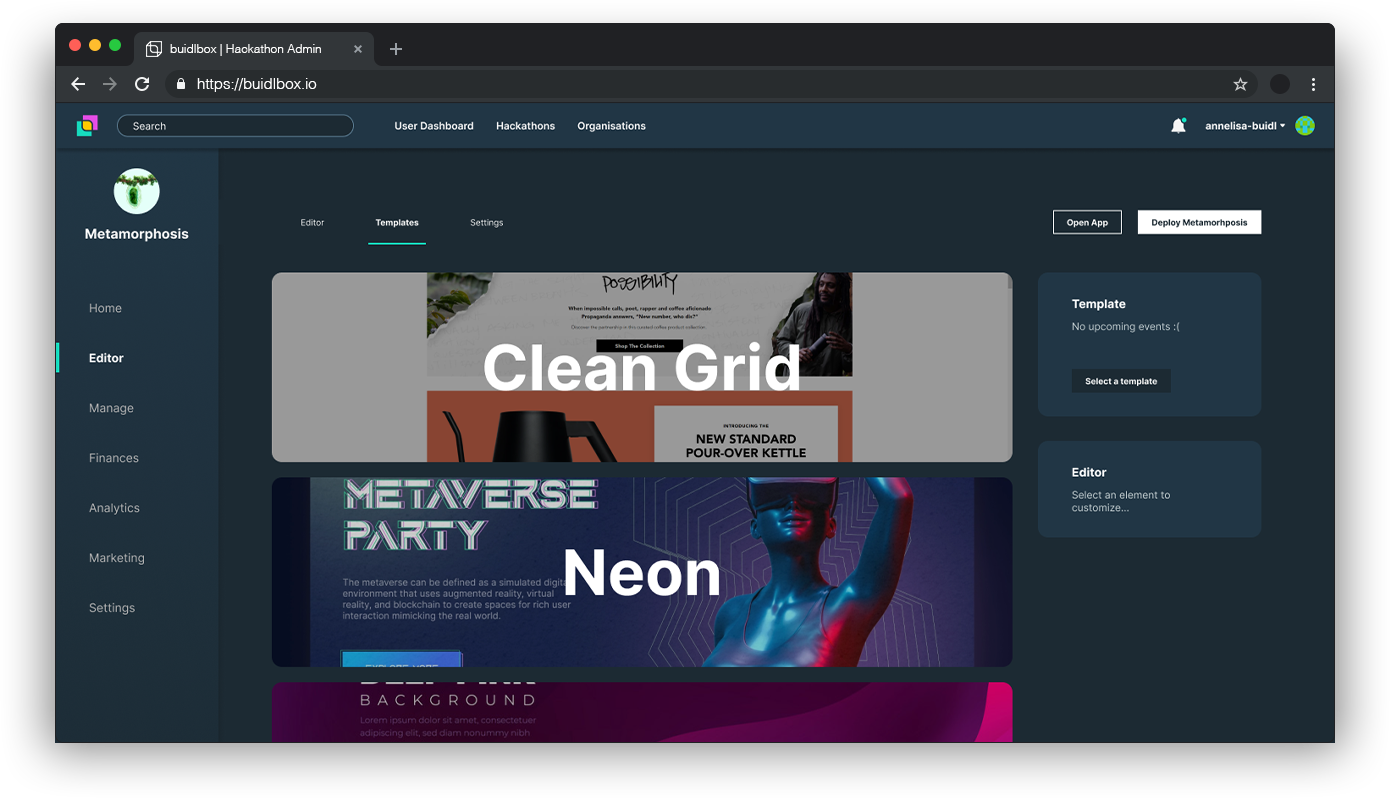 buidlbox | Hackathon Admin
https://buidlbox.io
Search
User Dashboard
Hackathons
Organisations
annelisa-buidl
Metamorphosis
Home
Editor
Manage
Finances
Analytics
Marketing
Settings
Editor
Templates
Settings
Open App
Deploy Metamorhposis
POSSIBILITY
When impossible calls, poet, rapper and coffee aficionado
Propaganda answers, "New number, who dis?"
Discover the partnership in this curated coffee product collection.
Shop The Collection
Clean Grid
INTRODUCING THE
NEW STANDARD
POUR-OVER KETTLE
METAVERSE
PARTY
Neon
The metaverse can be defined as a simulated digital
environment that uses augmented reality, virtual
reality, and blockchain to create spaces for rich user
interaction mimicking the real world.
EXPLORE MORE
BACKGROUND
Lorem ipsum dolor sit amet, consectetuer
adipiscing elit, sed diam nonummy nibh
Template
No upcoming events :(
Select a template
Editor
Select an element to
customize...